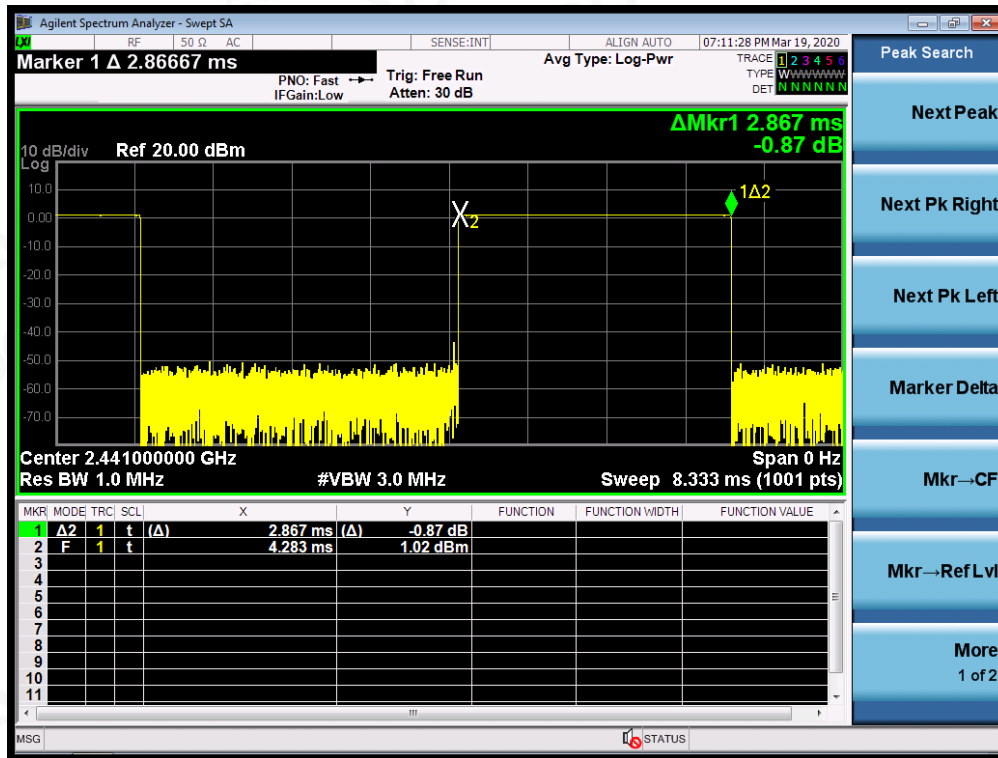 Agilent Spectrum Analyzer - Swept SA
LXI RF 50 Ω AC SENSE:INT ALIGN AUTO 07:11:28 PM Mar 19, 2020
Marker 1 Δ 2.86667 ms
PNO: Fast
IFGain:Low
Trig: Free Run
Atten: 30 dB
Avg Type: Log-Pwr
TRACE 1 2 3 4 5 6
TYPE WWWWWW
DET N N N N N N
ΔMkr1 2.867 ms
-0.87 dB
10 dB/div Ref 20.00 dBm
Log
10.0
0.00
-10.0
-20.0
-30.0
-40.0
-50.0
-60.0
-70.0
X2
1Δ2
Center 2.441000000 GHz Span 0 Hz
Res BW 1.0 MHz #VBW 3.0 MHz Sweep 8.333 ms (1001 pts)
MKR MODE TRC SCL X Y FUNCTION FUNCTION WIDTH FUNCTION VALUE
1 Δ2 1 t (Δ) 2.867 ms (Δ) -0.87 dB
2 F 1 t 4.283 ms 1.02 dBm
3
4
5
6
7
8
9
10
11
MSG STATUS
Peak Search
Next Peak
Next Pk Right
Next Pk Left
Marker Delta
Mkr→CF
Mkr→Ref Lvl
More
1 of 2